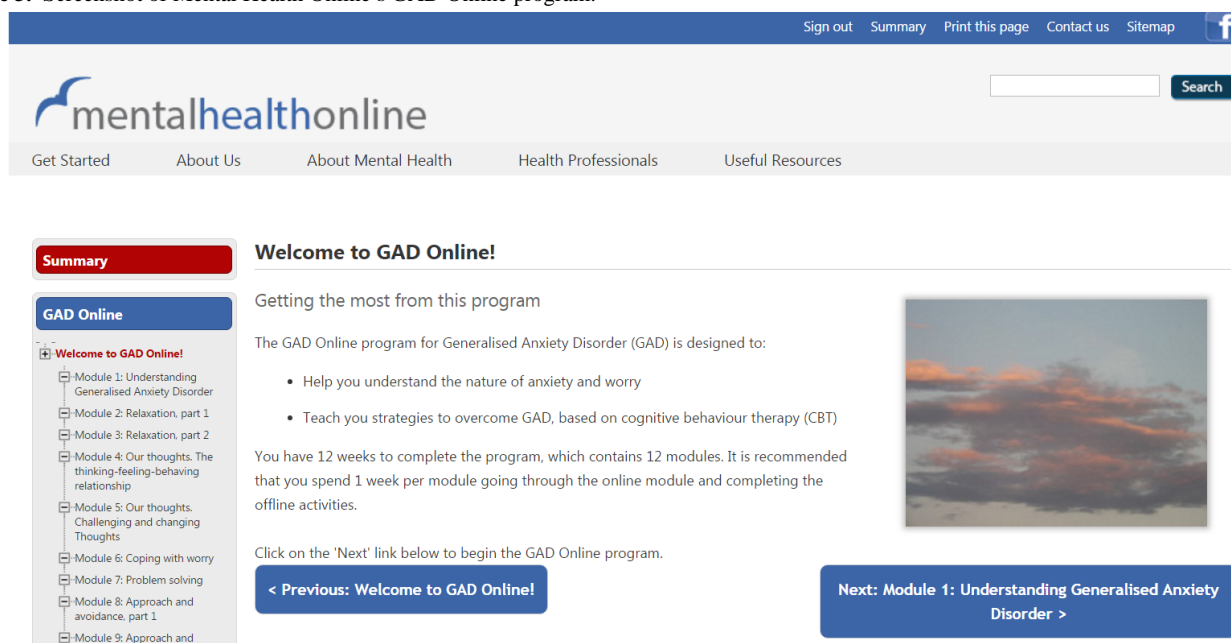 Screenshot of Mental Health Online's GAD Online program.
Sign out Summary Print this page Contact us Sitemap f
Search
mentalhealthonline
Get Started About Us About Mental Health Health Professionals Useful Resources
Summary
GAD Online
Welcome to GAD Online!
Module 1: Understanding
Generalised Anxiety Disorder
Module 2: Relaxation, part 1
Module 3: Relaxation, part 2
Module 4: Our thoughts. The
thinking-feeling-behaving
relationship
Module 5: Our thoughts.
Challenging and changing
Thoughts
Module 6: Coping with worry
Module 7: Problem solving
Module 8: Approach and
avoidance, part 1
Module 9: Approach and
Welcome to GAD Online!
Getting the most from this program
The GAD Online program for Generalised Anxiety Disorder (GAD) is designed to:
• Help you understand the nature of anxiety and worry
• Teach you strategies to overcome GAD, based on cognitive behaviour therapy (CBT)
You have 12 weeks to complete the program, which contains 12 modules. It is recommended
that you spend 1 week per module going through the online module and completing the
offline activities.
Click on the 'Next' link below to begin the GAD Online program.
< Previous: Welcome to GAD Online!
Next: Module 1: Understanding Generalised Anxiety
Disorder >